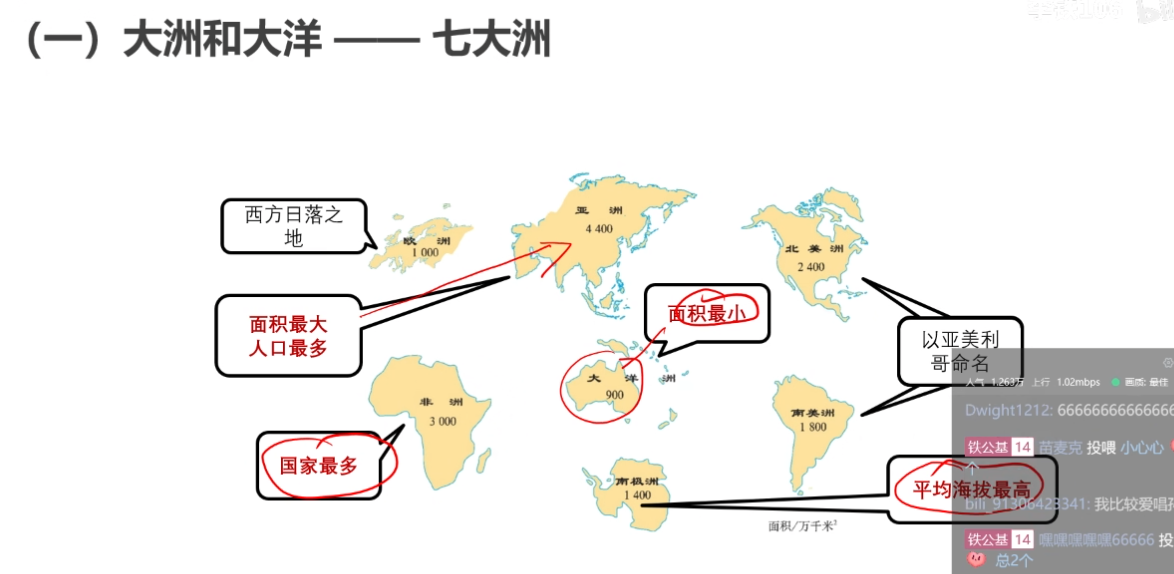 （一）大洲和大洋 —— 七大洲
西方日落之
地
欧 洲
1 000
亚 洲
4 400
北 美 洲
2 400
面积最大
人口最多
面积最小
以亚美利
哥命名
大 洋 洲
900
非 洲
3 000
南美洲
1 800
国家最多
南极洲
1 400
平均海拔最高
面积/万千米²
人气 1.263万 上行 1.02mbps 画质: 最佳
Dwight1212: 6666666666666
铁公基 14 苗麦克 投喂 小心心
个
bili_91306423341: 我比较爱唱
铁公基 14 嘿嘿嘿嘿嘿66666 投
总2个